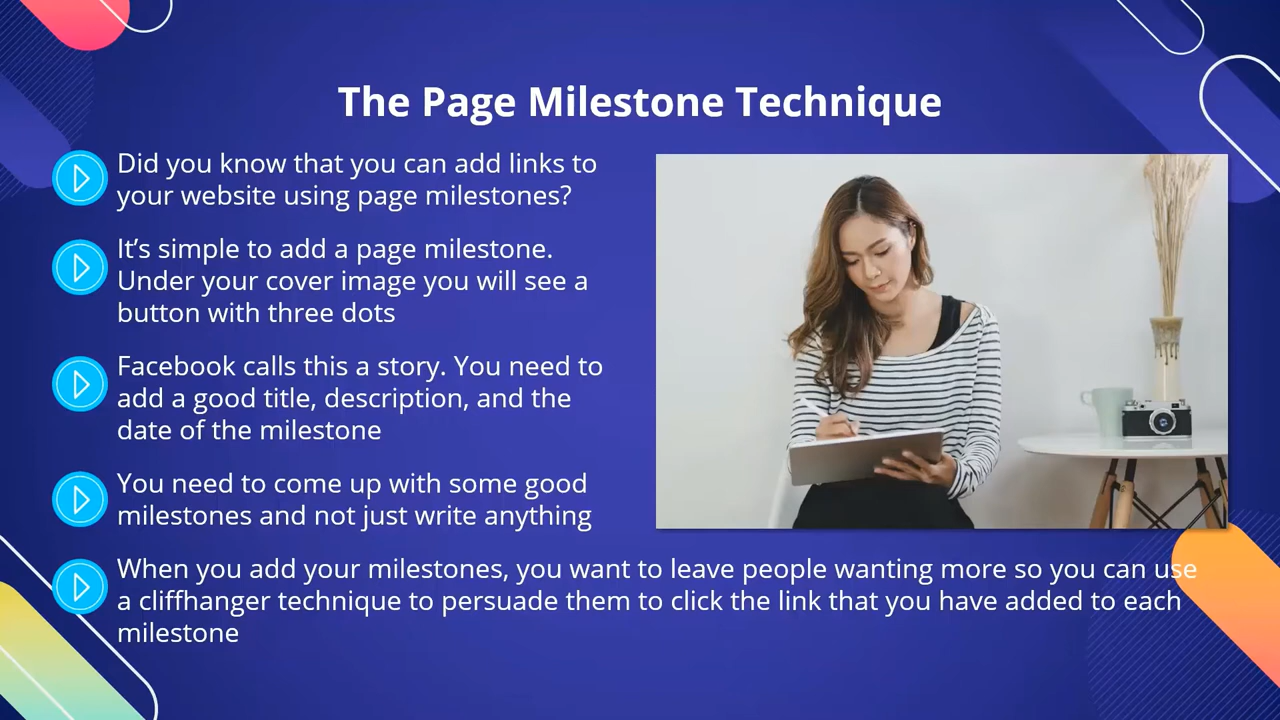 The Page Milestone Technique
Did you know that you can add links to
your website using page milestones?
It’s simple to add a page milestone.
Under your cover image you will see a
button with three dots
Facebook calls this a story. You need to
add a good title, description, and the
date of the milestone
You need to come up with some good
milestones and not just write anything
When you add your milestones, you want to leave people wanting more so you can use
a cliffhanger technique to persuade them to click the link that you have added to each
milestone